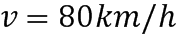 v = 80km/h